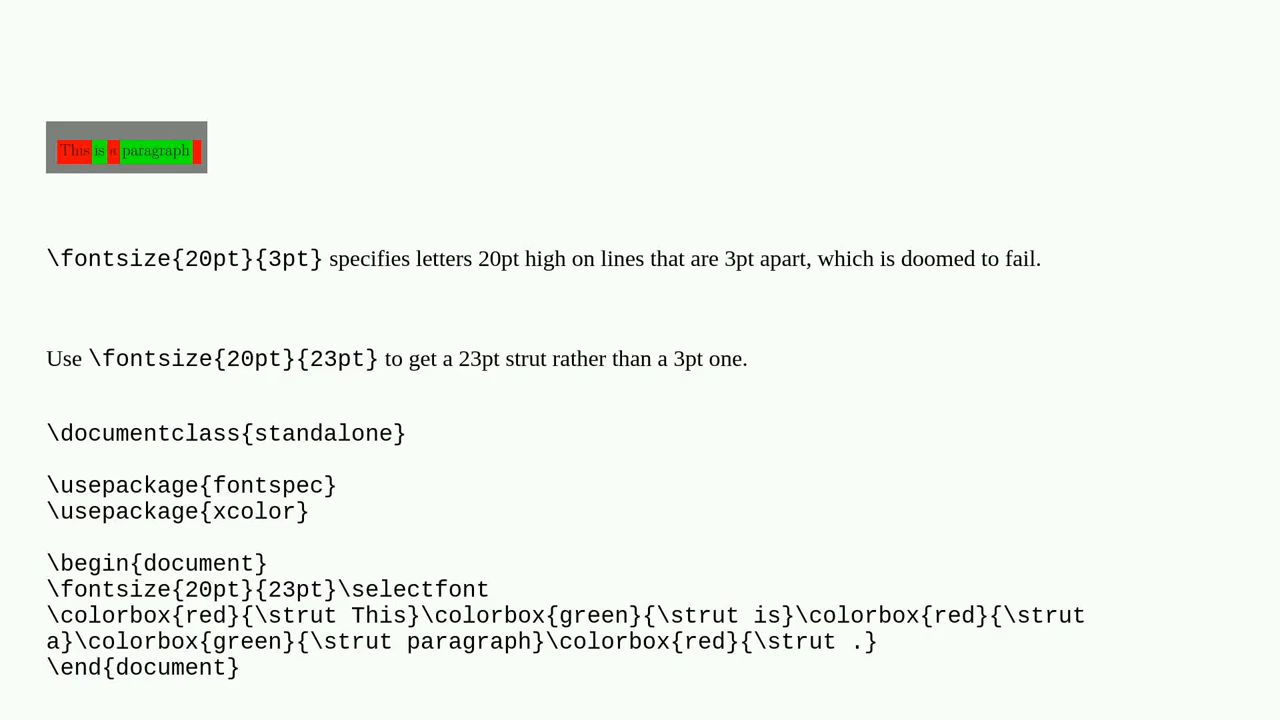 This is a paragraph
\fontsize{20pt}{3pt} specifies letters 20pt high on lines that are 3pt apart, which is doomed to fail.
Use \fontsize{20pt}{23pt} to get a 23pt strut rather than a 3pt one.
\documentclass{standalone}
\usepackage{fontspec}
\usepackage{xcolor}
\begin{document}
\fontsize{20pt}{23pt}\selectfont
\colorbox{red}{\strut This}\colorbox{green}{\strut is}\colorbox{red}{\strut
a}\colorbox{green}{\strut paragraph}\colorbox{red}{\strut .}
\end{document}